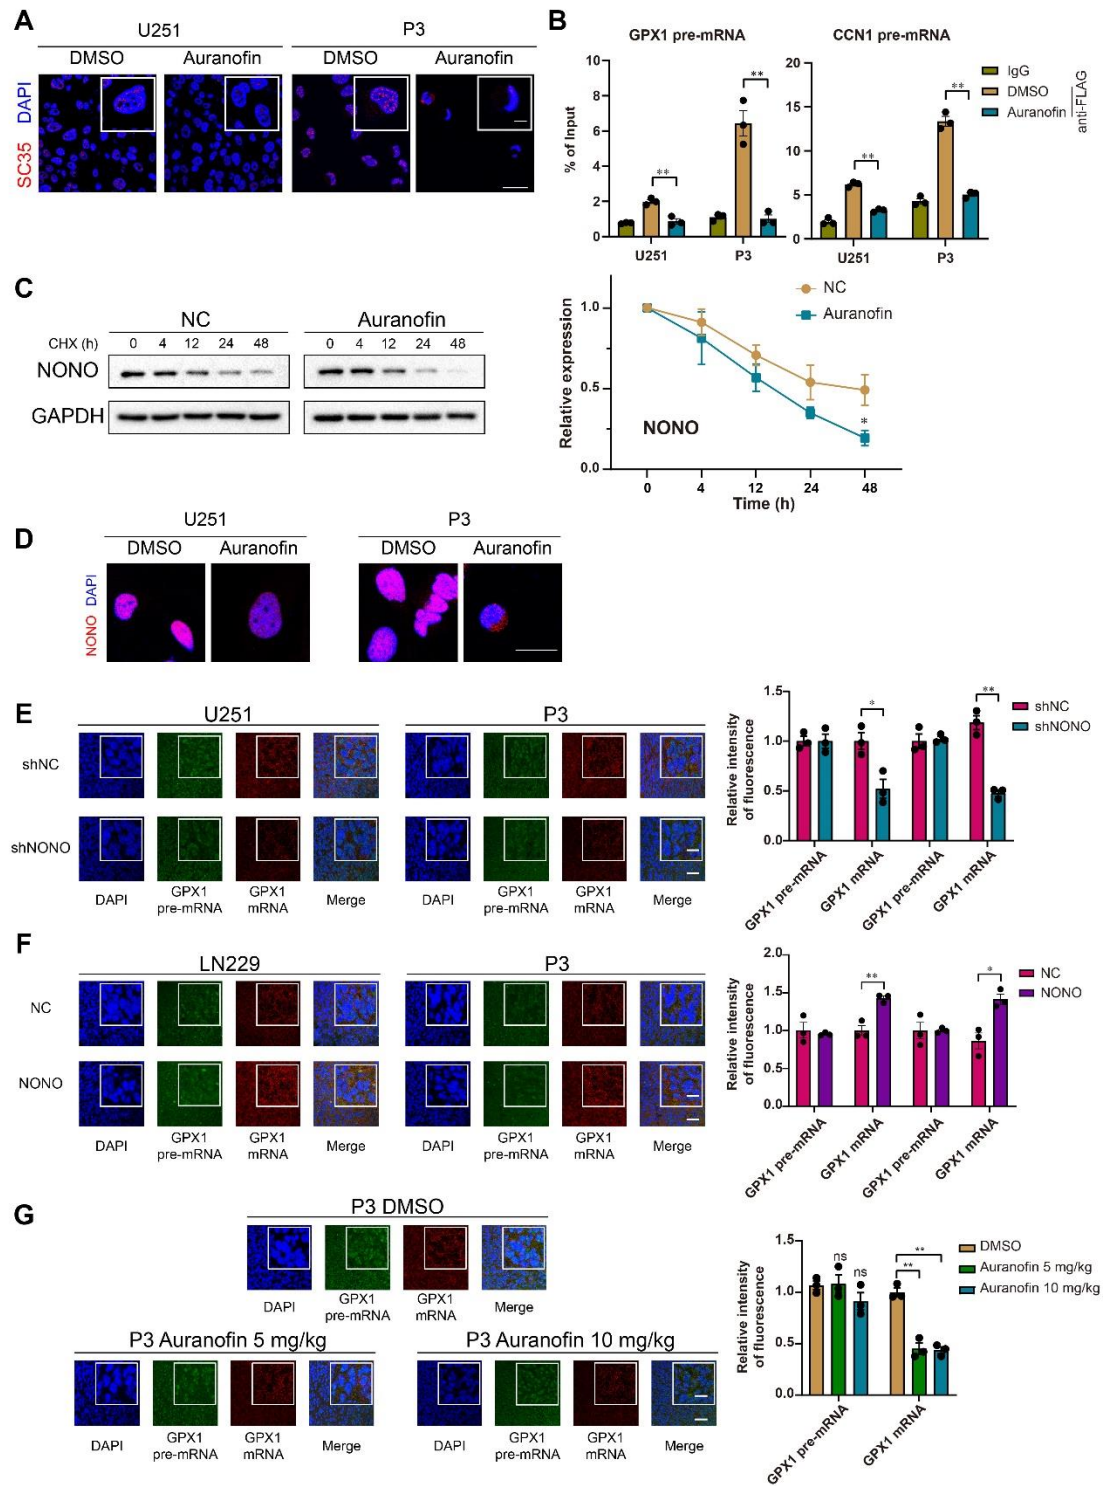 A
U251
P3
DMSO
Auranofin
DMSO
Auranofin
SC35 DAPI
B
GPX1 pre-mRNA
CCN1 pre-mRNA
% of Input
10
8
6
4
2
0
**
**
U251
P3
20
15
10
5
0
**
**
U251
P3
IgG
DMSO
Auranofin
anti-FLAG
C
NC
Auranofin
CHX (h)
0
4
12
24
48
0
4
12
24
48
NONO
GAPDH
Relative expression
1.0
0.5
0.0
NC
Auranofin
NONO
*
0
4
12
24
48
Time (h)
D
U251
P3
DMSO
Auranofin
DMSO
Auranofin
NONO DAPI
E
U251
P3
shNC
shNONO
DAPI
GPX1 pre-mRNA
GPX1 mRNA
Merge
DAPI
GPX1 pre-mRNA
GPX1 mRNA
Merge
Relative intensity of fluorescence
1.5
1.0
0.5
0.0
*
**
shNC
shNONO
GPX1 pre-mRNA
GPX1 mRNA
GPX1 pre-mRNA
GPX1 mRNA
F
LN229
P3
NC
NONO
DAPI
GPX1 pre-mRNA
GPX1 mRNA
Merge
DAPI
GPX1 pre-mRNA
GPX1 mRNA
Merge
Relative intensity of fluorescence
2.0
1.5
1.0
0.5
0.0
**
*
NC
NONO
GPX1 pre-mRNA
GPX1 mRNA
GPX1 pre-mRNA
GPX1 mRNA
G
P3 DMSO
DAPI
GPX1 pre-mRNA
GPX1 mRNA
Merge
P3 Auranofin 5 mg/kg
P3 Auranofin 10 mg/kg
DAPI
GPX1 pre-mRNA
GPX1 mRNA
Merge
DAPI
GPX1 pre-mRNA
GPX1 mRNA
Merge
Relative intensity of fluorescence
1.5
1.0
0.5
0.0
ns
ns
**
**
DMSO
Auranofin 5 mg/kg
Auranofin 10 mg/kg
GPX1 pre-mRNA
GPX1 mRNA